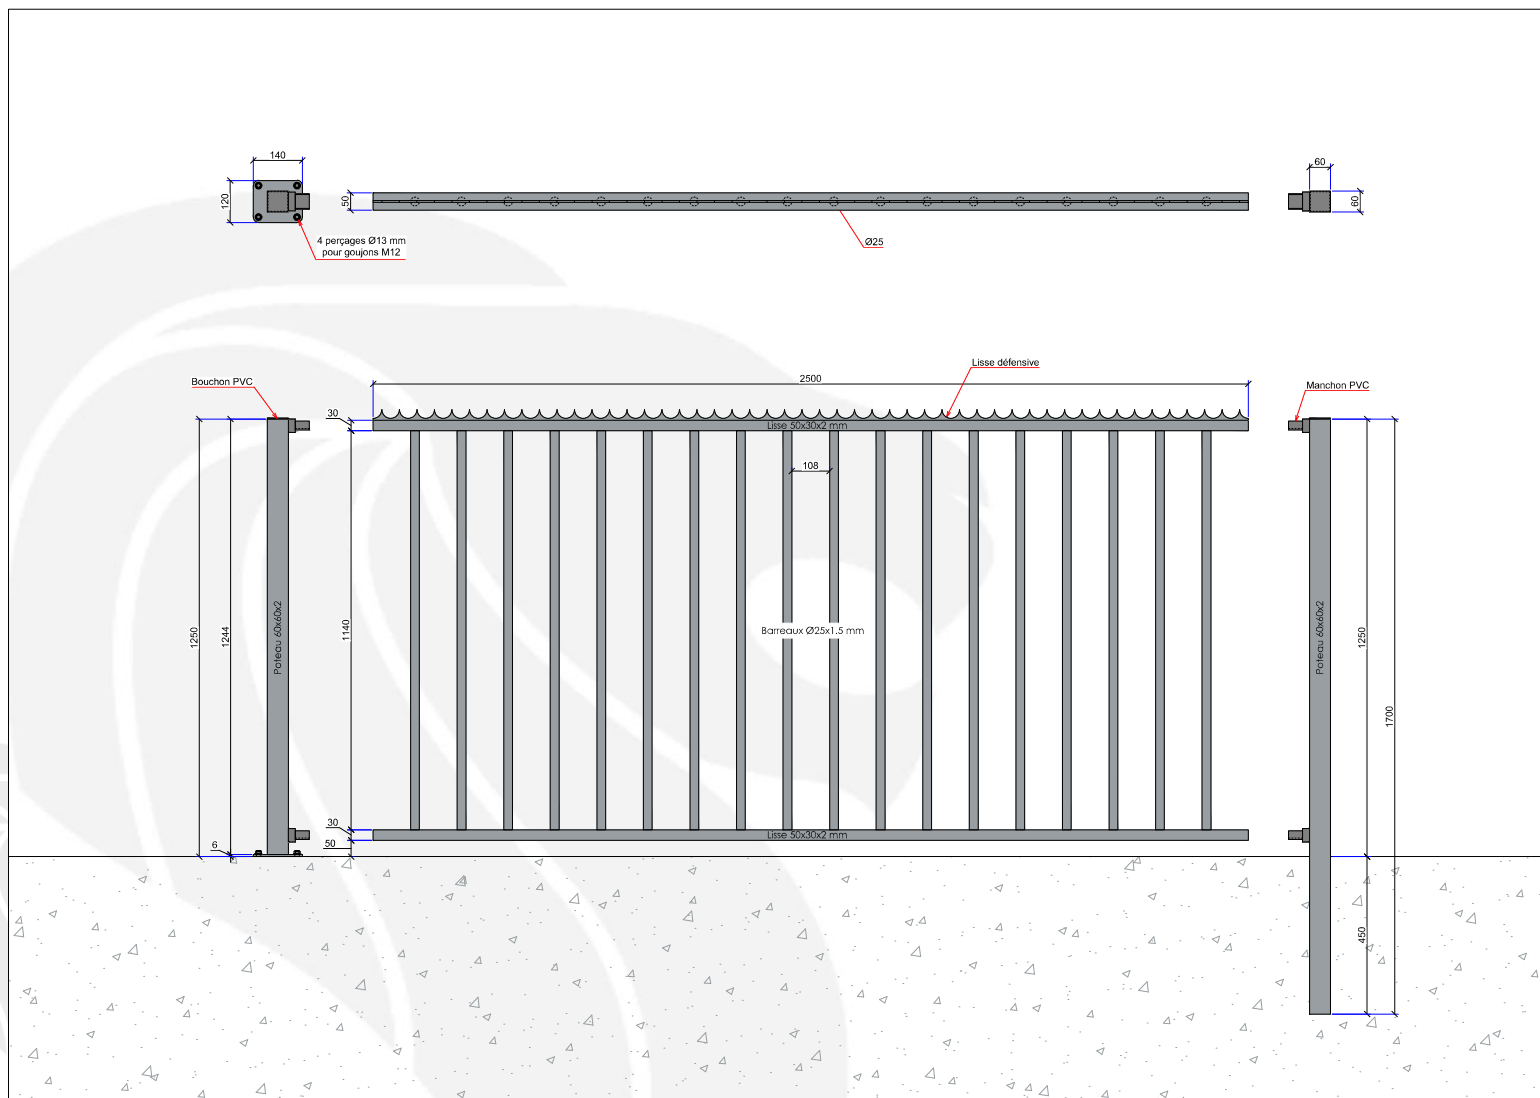 140
120
4 perçages Ø13 mm
pour goujons M12
50
Ø25
60
60
Lisse défensive
2500
Bouchon PVC
Manchon PVC
30
Lisse 50x30x2 mm
108
1250
1244
Poteau 60x60x2
1140
Barreaux Ø25x1.5 mm
Poteau 60x60x2
1250
1700
30
Lisse 50x30x2 mm
6
50
450